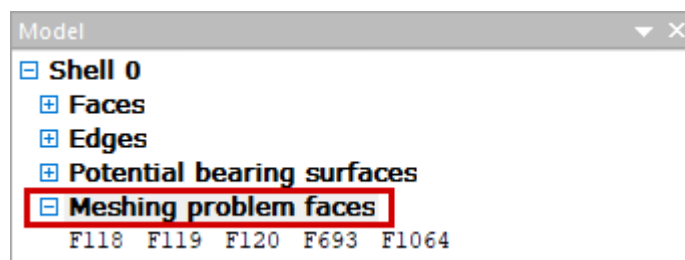 Model
Shell 0
Faces
Edges
Potential bearing surfaces
Meshing problem faces
F118 F119 F120 F693 F1064